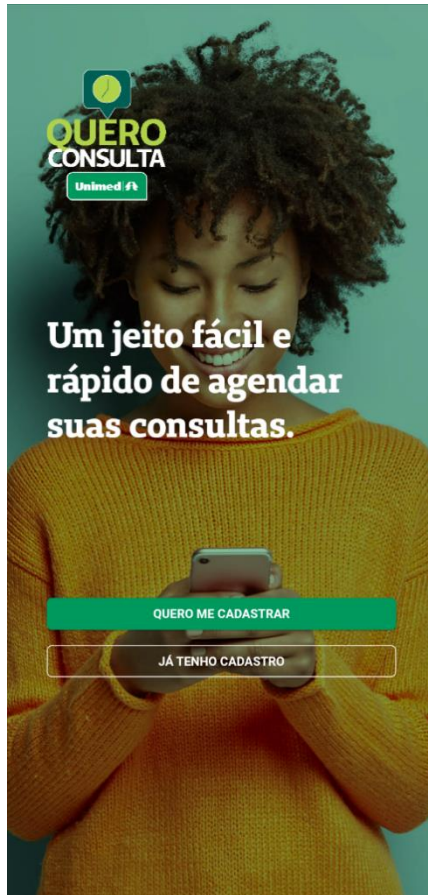 QUERO
CONSULTA
Unimed
Um jeito fácil e
rápido de agendar
suas consultas.
QUERO ME CADASTRAR
JÁ TENHO CADASTRO